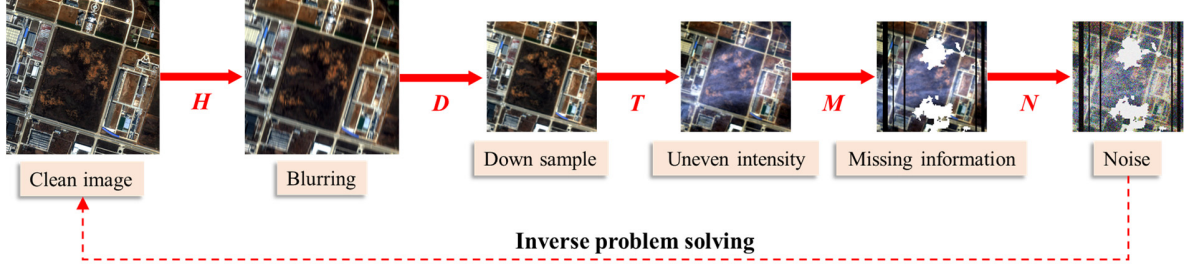 H
D
T
M
N
Clean image
Blurring
Down sample
Uneven intensity
Missing information
Noise
Inverse problem solving